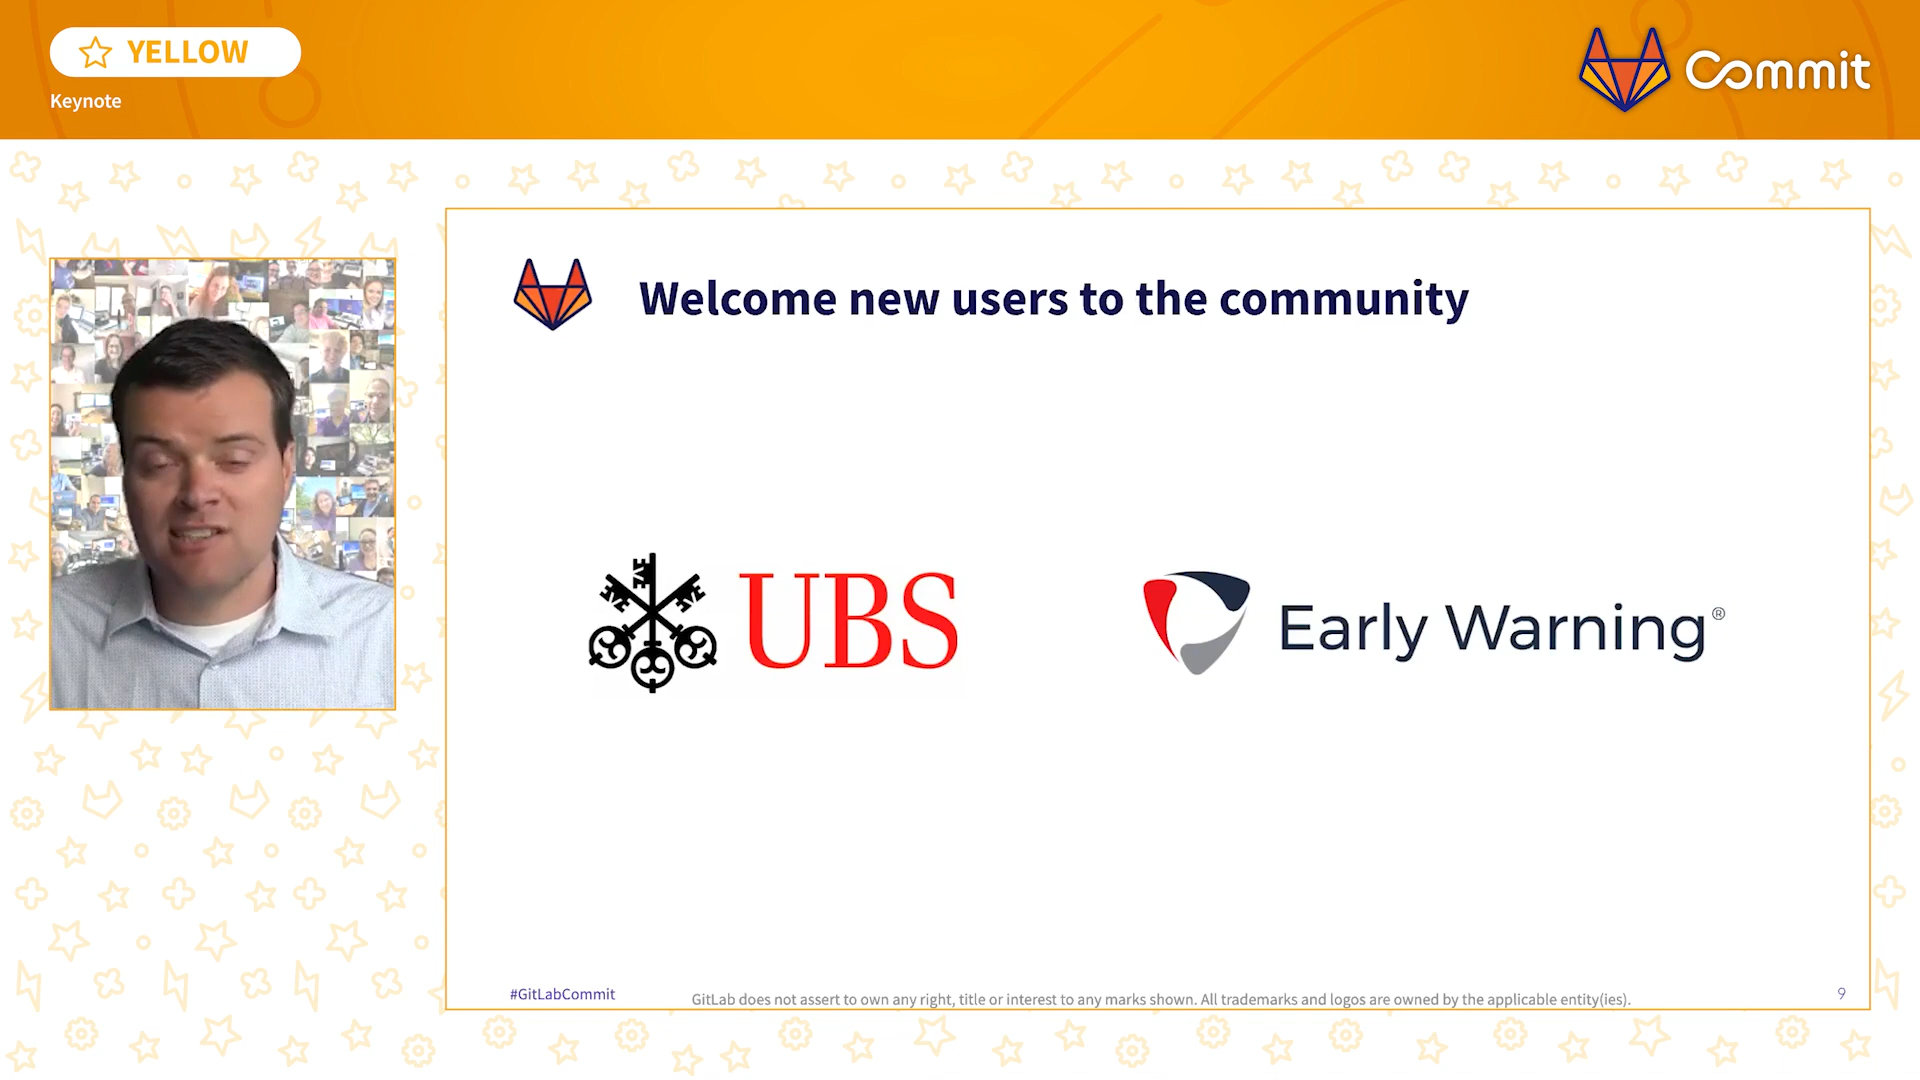 YELLOW
Keynote
Commit
Welcome new users to the community
UBS
Early Warning®
#GitLabCommit
GitLab does not assert to own any right, title or interest to any marks shown. All trademarks and logos are owned by the applicable entity(ies).
9